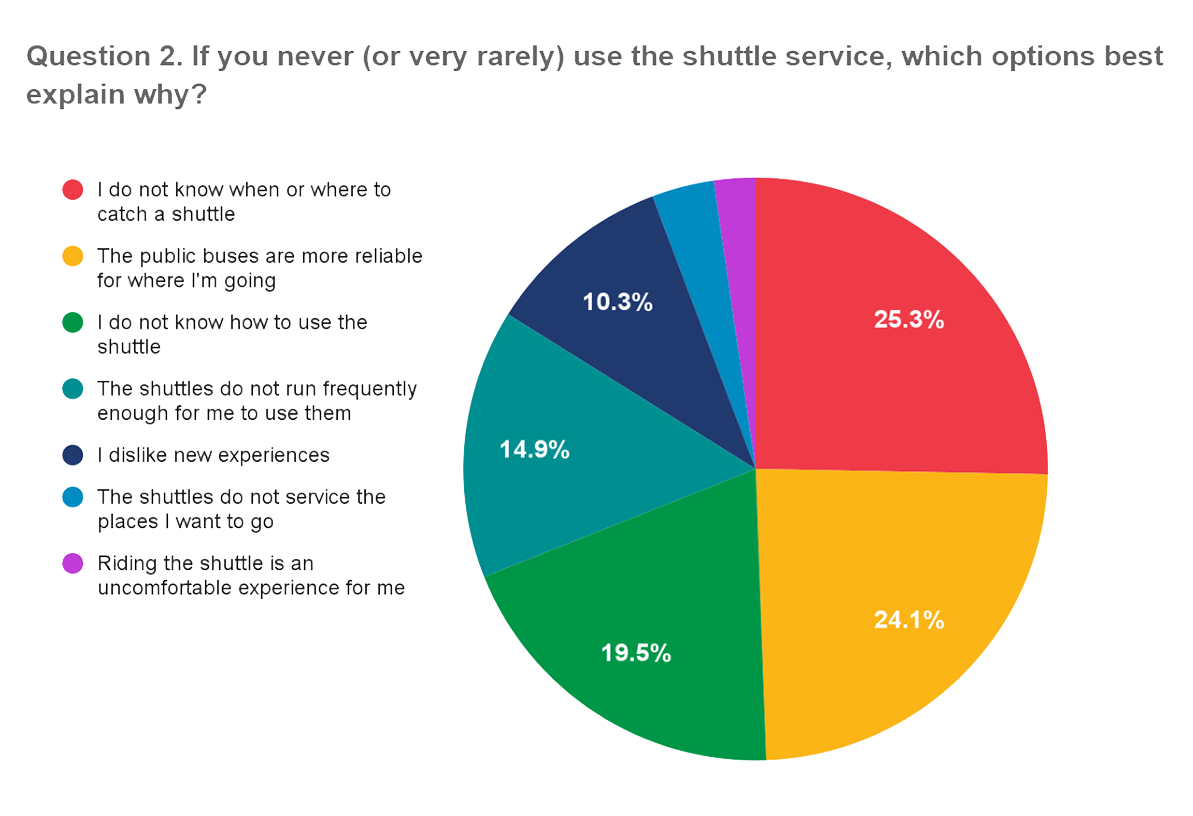 Question 2. If you never (or very rarely) use the shuttle service, which options best
explain why?
I do not know when or where to
catch a shuttle
The public buses are more reliable
for where I'm going
I do not know how to use the
shuttle
The shuttles do not run frequently
enough for me to use them
I dislike new experiences
The shuttles do not service the
places I want to go
Riding the shuttle is an
uncomfortable experience for me
10.3%
25.3%
14.9%
24.1%
19.5%